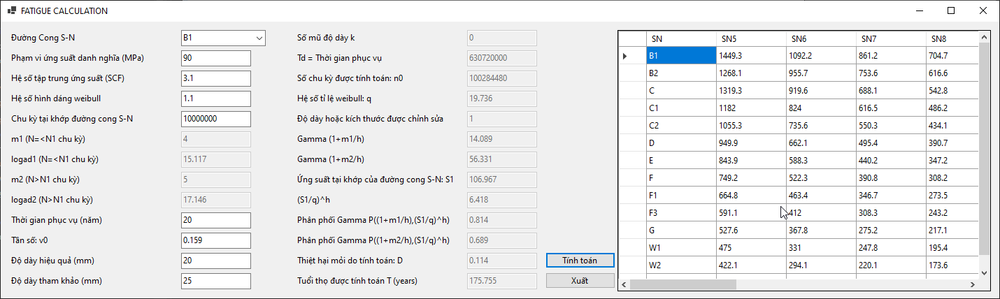 FATIGUE CALCULATION
Đường Cong S-N
B1
Phạm vi ứng suất danh nghĩa (MPa)
90
Hệ số tập trung ứng suất (SCF)
3.1
Hệ số hình dáng weibull
1.1
Chu kỳ tại khớp đường cong S-N
10000000
m1 (N=<N1 chu kỳ)
4
logad1 (N=<N1 chu kỳ)
15.117
m2 (N>N1 chu kỳ)
5
logad2 (N>N1 chu kỳ)
17.146
Thời gian phục vụ (năm)
20
Tân số: v0
0.159
Độ dày hiệu quả (mm)
20
Độ dày tham khảo (mm)
25
Số mũ độ dày k
0
Td = Thời gian phục vụ
630720000
Số chu kỳ được tính toán: n0
100284480
Hệ số tỉ lệ weibull: q
19.736
Độ dày hoặc kích thước được chỉnh sửa
1
Gamma (1+m1/h)
14.089
Gamma (1+m2/h)
56.331
Ứng suất tại khớp của đường cong S-N: S1
106.967
(S1/q)^h
6.418
Phân phối Gamma P((1+m1/h),(S1/q)^h)
0.814
Phân phối Gamma P((1+m2/h),(S1/q)^h)
0.689
Thiệt hại mỏi do tính toán: D
0.114
Tuổi thọ được tính toán T (years)
175.755
Tính toán
Xuất
SN SN5 SN6 SN7 SN8
B1 1449.3 1092.2 861.2 704.7
B2 1268.1 955.7 753.6 616.6
C 1319.3 919.6 688.1 542.8
C1 1182 824 616.5 486.2
C2 1055.3 735.6 550.3 434.1
D 949.9 662.1 495.4 390.7
E 843.9 588.3 440.2 347.2
F 749.2 522.3 390.8 308.2
F1 664.8 463.4 346.7 273.5
F3 591.1 412 308.3 243.2
G 527.6 367.8 275.2 217.1
W1 475 331 247.8 195.4
W2 422.1 294.1 220.1 173.6